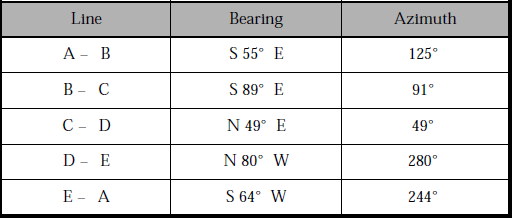 Line Bearing Azimuth
A – B S 55° E 125°
B – C S 89° E 91°
C – D N 49° E 49°
D – E N 80° W 280°
E – A S 64° W 244°